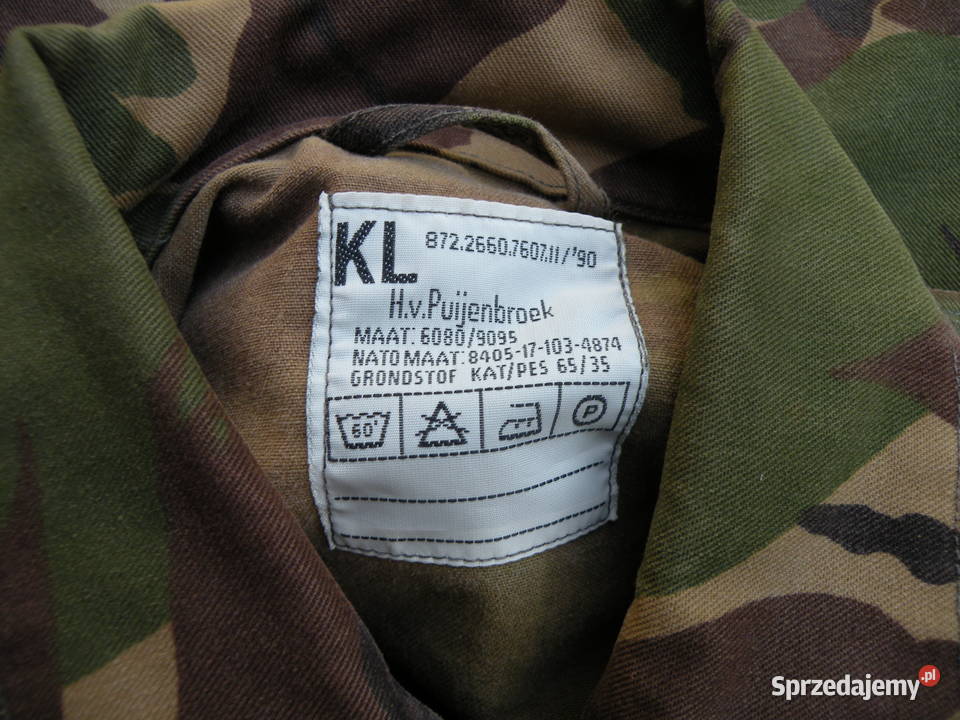 KL 872.2660.7607.11/'90
H.v.Puijenbroek
MAAT: 6080/9095
NATO MAAT: 8405-17-103-4874
GRONDSTOF KAT/PES 65/35
60°
P
Sprzedajemy.pl